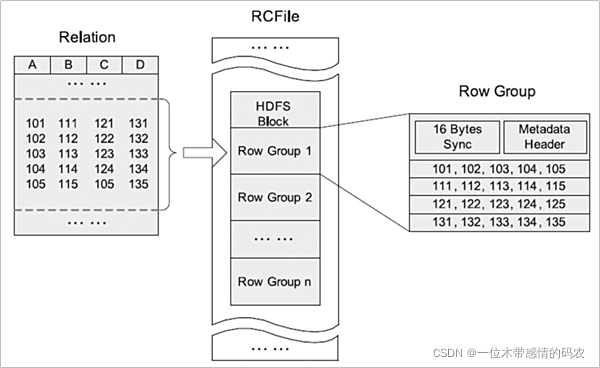 RCFile
Relation
A B C D
... ...
101 111 121 131
102 112 122 132
103 113 123 133
104 114 124 134
105 115 105 135
... ...
... ...
HDFS
Block
Row Group 1
Row Group 2
... ...
Row Group n
... ...
Row Group
16 Bytes
Sync
Metadata
Header
101, 102, 103, 104, 105
111, 112, 113, 114, 115
121, 122, 123, 124, 125
131, 132, 133, 134, 135
CSDN @一位木带感情的码农